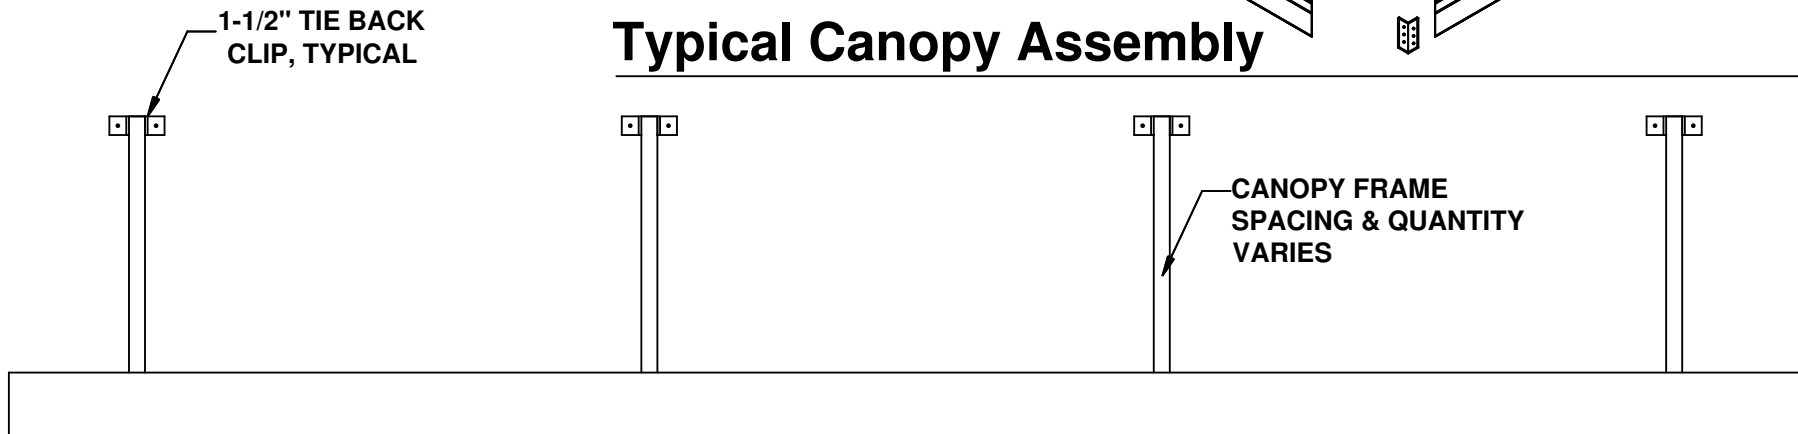 1-1/2" TIE BACK
CLIP, TYPICAL
Typical Canopy Assembly
CANOPY FRAME
SPACING & QUANTITY
VARIES